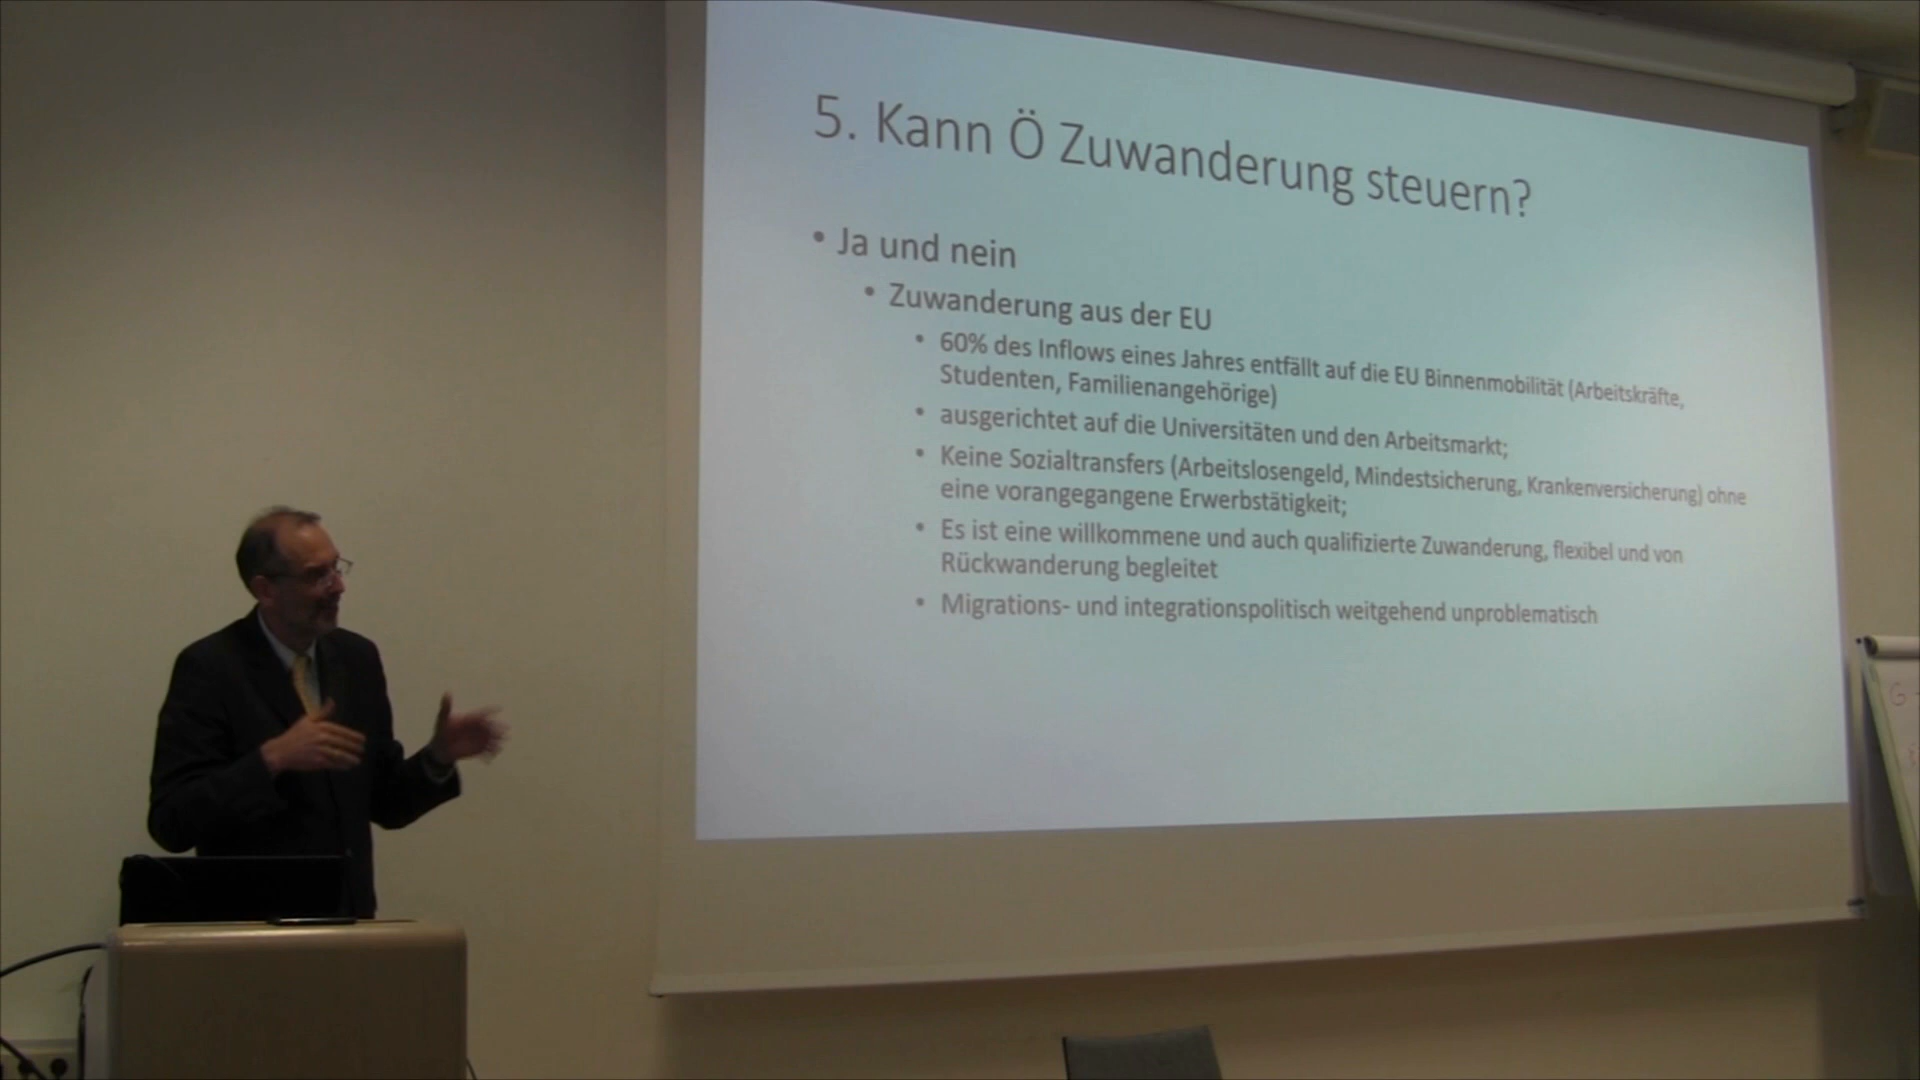 5. Kann Ö Zuwanderung steuern?
• Ja und nein
• Zuwanderung aus der EU
• 60% des Inflows eines Jahres entfällt auf die EU Binnenmobilität (Arbeitskräfte,
Studenten, Familienangehörige)
• ausgerichtet auf die Universitäten und den Arbeitsmarkt;
• Keine Sozialtransfers (Arbeitslosengeld, Mindestsicherung, Krankenversicherung) ohne
eine vorangegangene Erwerbstätigkeit;
• Es ist eine willkommene und auch qualifizierte Zuwanderung, flexibel und von
Rückwanderung begleitet
• Migrations- und integrationspolitisch weitgehend unproblematisch
G